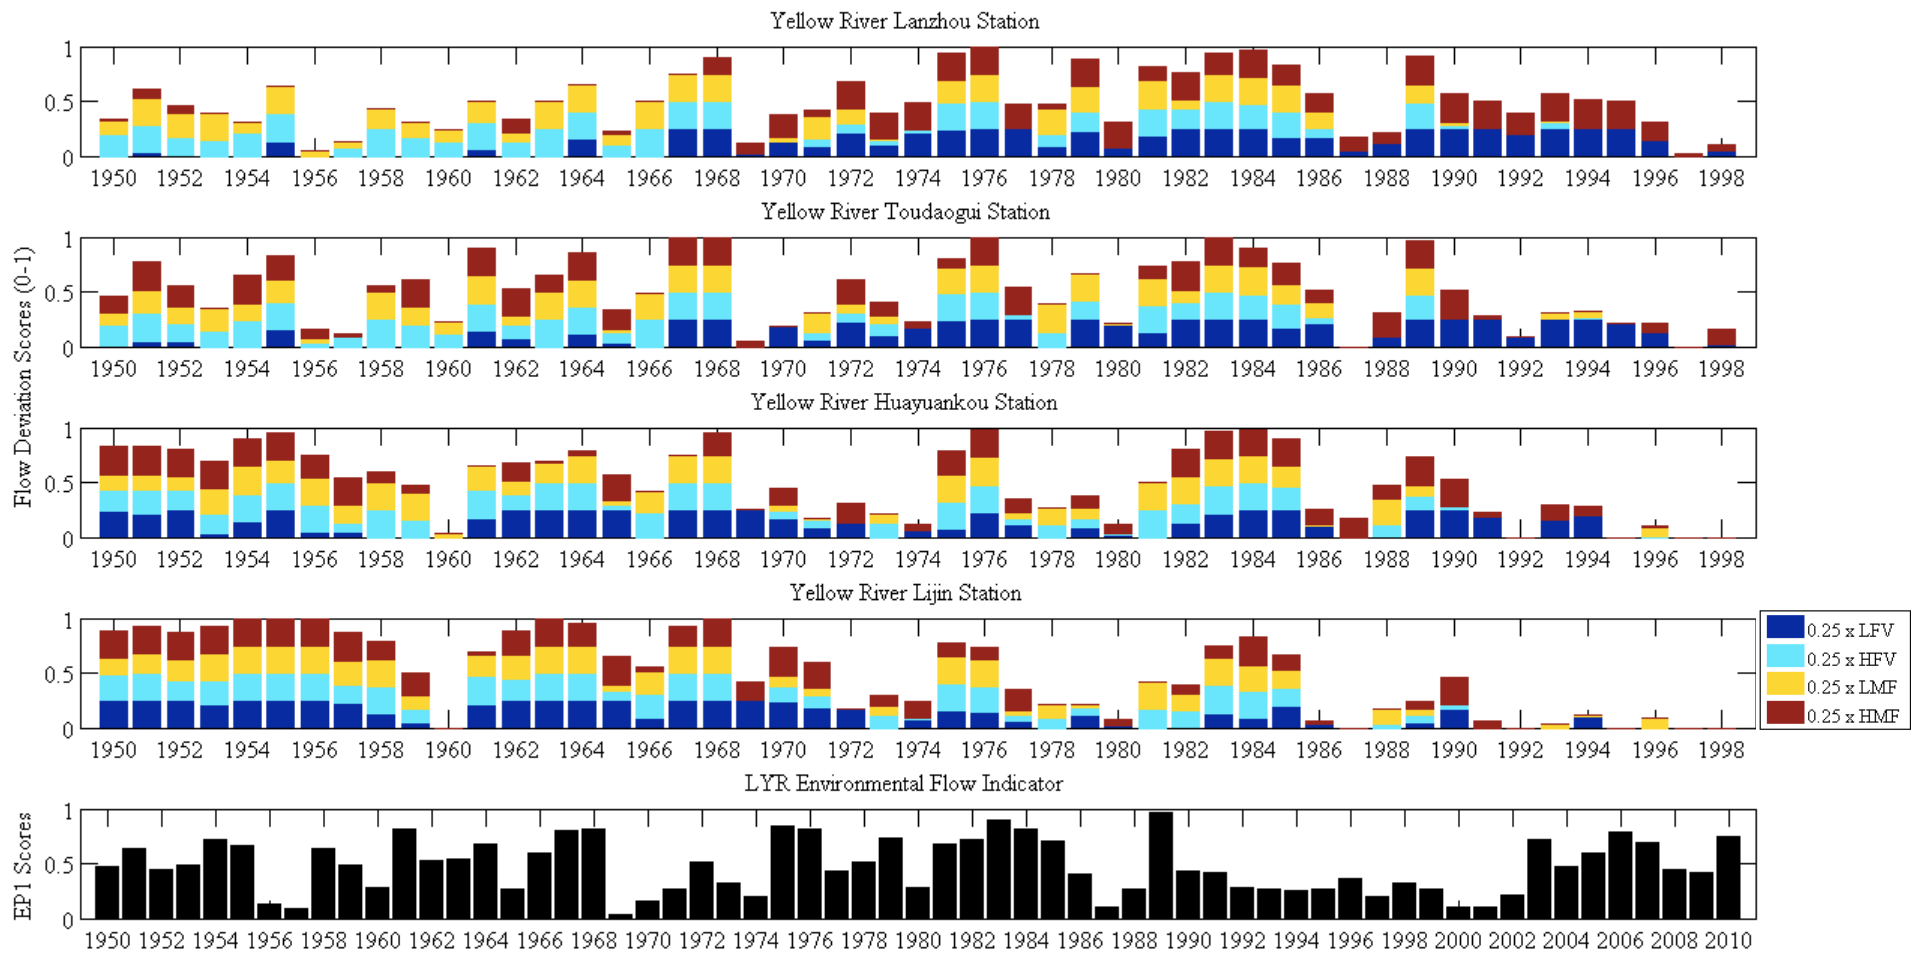 Yellow River Lanzhou Station
1
0.5
0
1950 1952 1954 1956 1958 1960 1962 1964 1966 1968 1970 1972 1974 1976 1978 1980 1982 1984 1986 1988 1990 1992 1994 1996 1998
Yellow River Toudaogui Station
1
0.5
0
1950 1952 1954 1956 1958 1960 1962 1964 1966 1968 1970 1972 1974 1976 1978 1980 1982 1984 1986 1988 1990 1992 1994 1996 1998
Flow Deviation Scores (0-1)
Yellow River Huayuankou Station
1
0.5
0
1950 1952 1954 1956 1958 1960 1962 1964 1966 1968 1970 1972 1974 1976 1978 1980 1982 1984 1986 1988 1990 1992 1994 1996 1998
Yellow River Lijin Station
1
0.5
0
1950 1952 1954 1956 1958 1960 1962 1964 1966 1968 1970 1972 1974 1976 1978 1980 1982 1984 1986 1988 1990 1992 1994 1996 1998
0.25 x LFV
0.25 x HFV
0.25 x LMF
0.25 x HMF
LYR Environmental Flow Indicator
EP1 Scores
1
0.5
0
1950 1952 1954 1956 1958 1960 1962 1964 1966 1968 1970 1972 1974 1976 1978 1980 1982 1984 1986 1988 1990 1992 1994 1996 1998 2000 2002 2004 2006 2008 2010